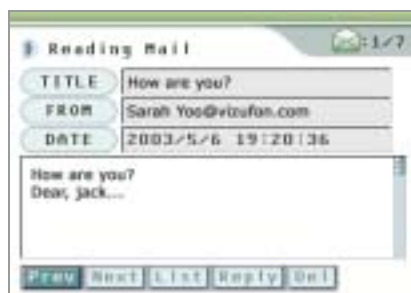 Reading Mail :1/7
TITLE How are you?
FROM Sarah Yoo@vizufon.com
DATE 2003/5/6 19:20:36
How are you?
Dear, jack....
Prev Next List Reply Del